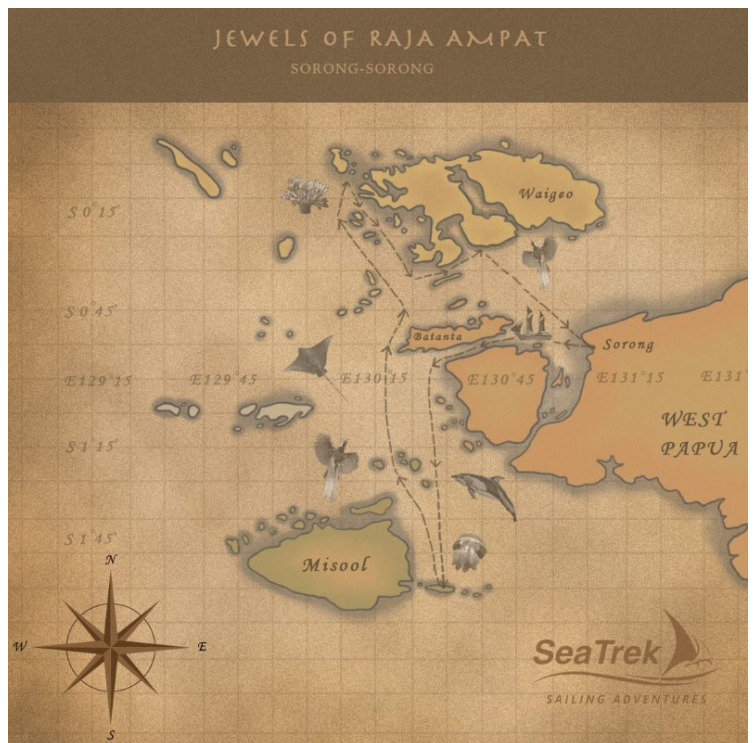 JEWELS OF RAJA AMPAT
SORONG-SORONG
Waigeo
S 0°15'
S 0°45'
Batanta
Sorong
E129°15
E129°45
E130°15
E130°45
E131°15
E131°
WEST
PAPUA
S 1°15'
S 1°45'
Misool
N
W
E
S
SeaTrek
SAILING ADVENTURES